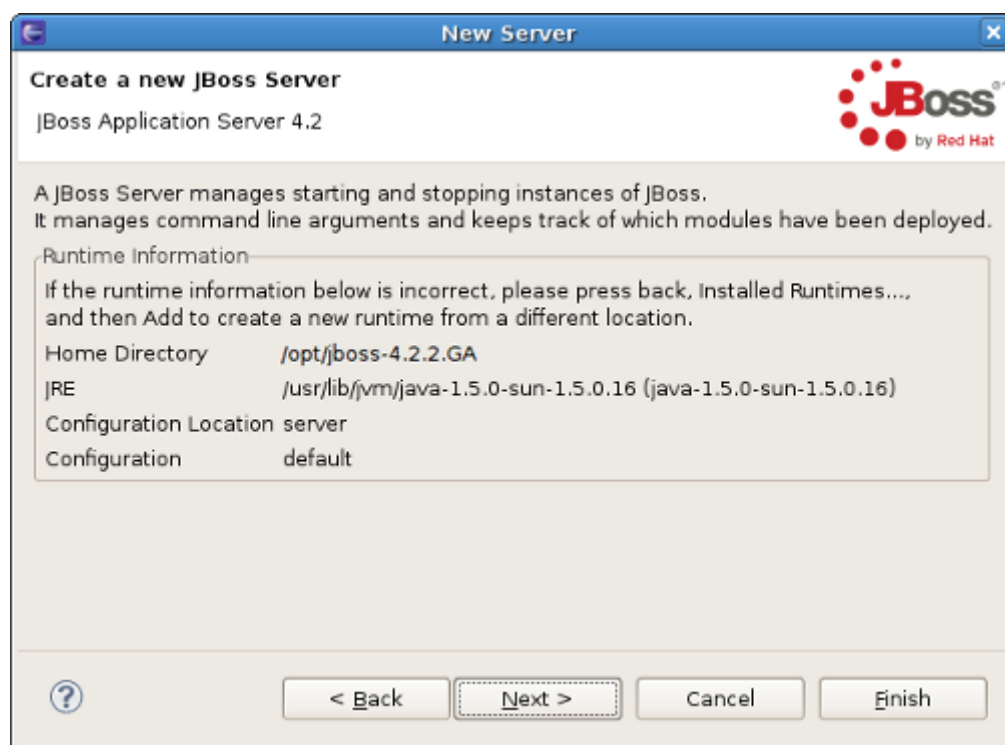 New Server
Create a new JBoss Server
JBoss Application Server 4.2
JBoss
by Red Hat
A JBoss Server manages starting and stopping instances of JBoss.
It manages command line arguments and keeps track of which modules have been deployed.
Runtime Information
If the runtime information below is incorrect, please press back, Installed Runtimes...,
and then Add to create a new runtime from a different location.
Home Directory /opt/jboss-4.2.2.GA
JRE /usr/lib/jvm/java-1.5.0-sun-1.5.0.16 (java-1.5.0-sun-1.5.0.16)
Configuration Location server
Configuration default
? < Back Next > Cancel Finish